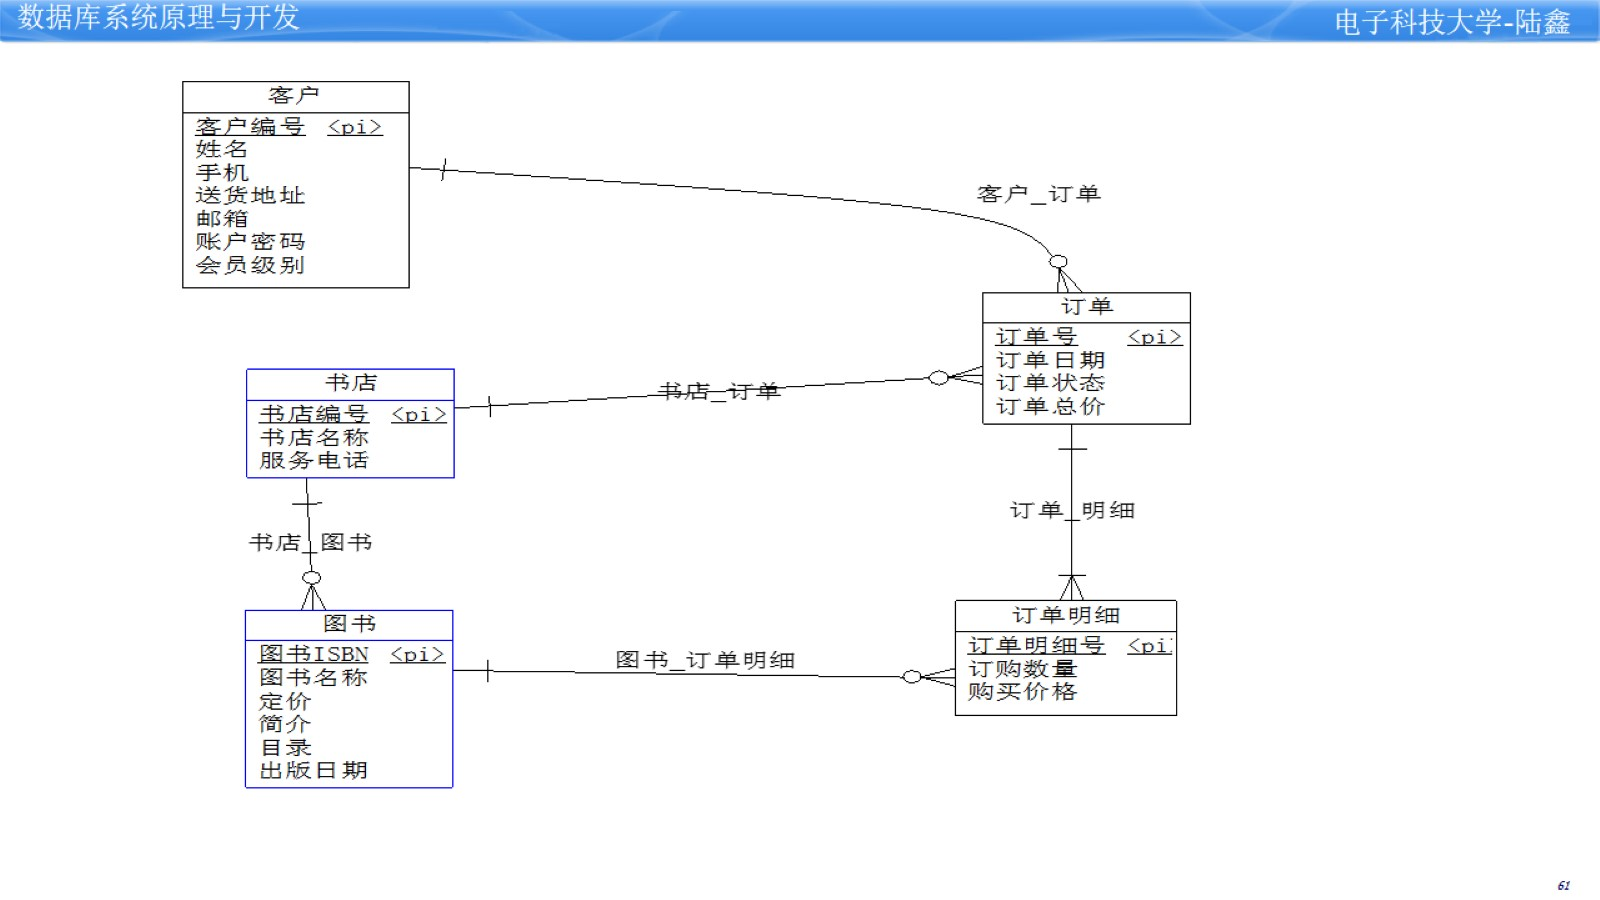 数据库系统原理与开发
电子科技大学-陆鑫
客户
客户编号 <pi>
姓名
手机
送货地址
邮箱
账户密码
会员级别
客户_订单
订单
订单号 <pi>
订单日期
订单状态
订单总价
书店_订单
书店
书店编号 <pi>
书店名称
服务电话
订单_明细
书店_图书
图书
图书ISBN <pi>
图书名称
定价
简介
目录
出版日期
图书_订单明细
订单明细
订单明细号 <pi
订购数量
购买价格
61